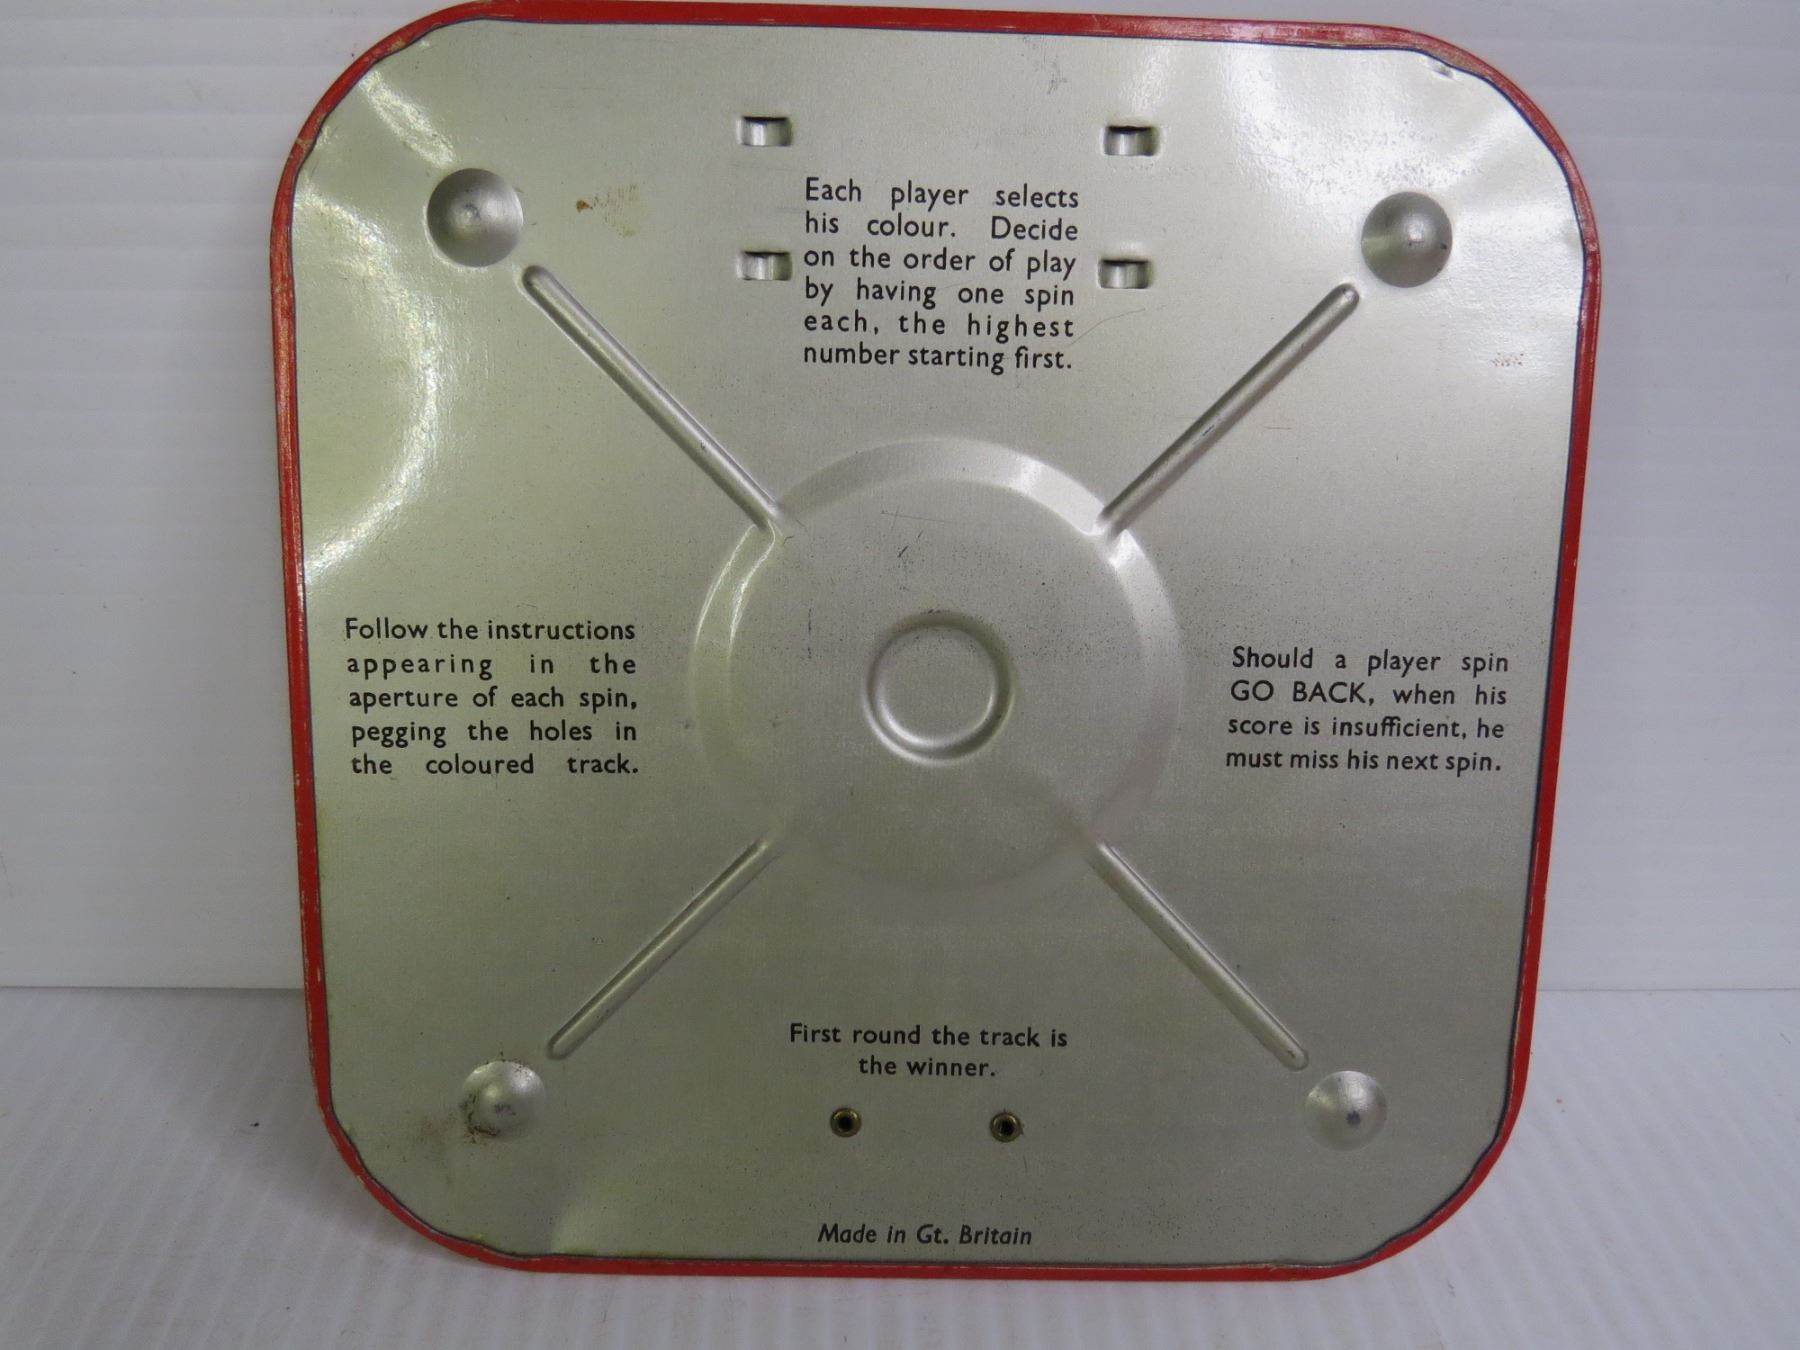 Each player selects
his colour. Decide
on the order of play
by having one spin
each, the highest
number starting first.
Follow the instructions
appearing in the
aperture of each spin,
pegging the holes in
the coloured track.
Should a player spin
GO BACK, when his
score is insufficient, he
must miss his next spin.
First round the track is
the winner.
Made in Gt. Britain